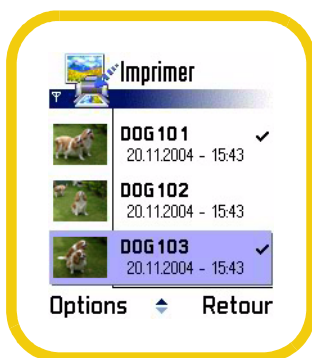 Imprimer
DOG101
20.11.2004 - 15:43
DOG102
20.11.2004 - 15:43
DOG103
20.11.2004 - 15:43
Options Retour